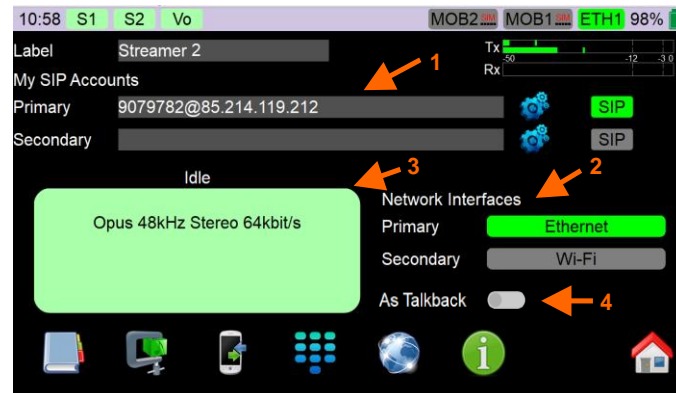 10:58 S1 S2 Vo MOB2 SIM MOB1 SIM ETH1 98%
Label Streamer 2 Tx
-50 -12 -3 0
1 Rx
My SIP Accounts
Primary 9079782@85.214.119.212 SIP
Secondary SIP
Idle 3 2
Opus 48kHz Stereo 64kbit/s
Network Interfaces
Primary Ethernet
Secondary Wi-Fi
As Talkback 4
i